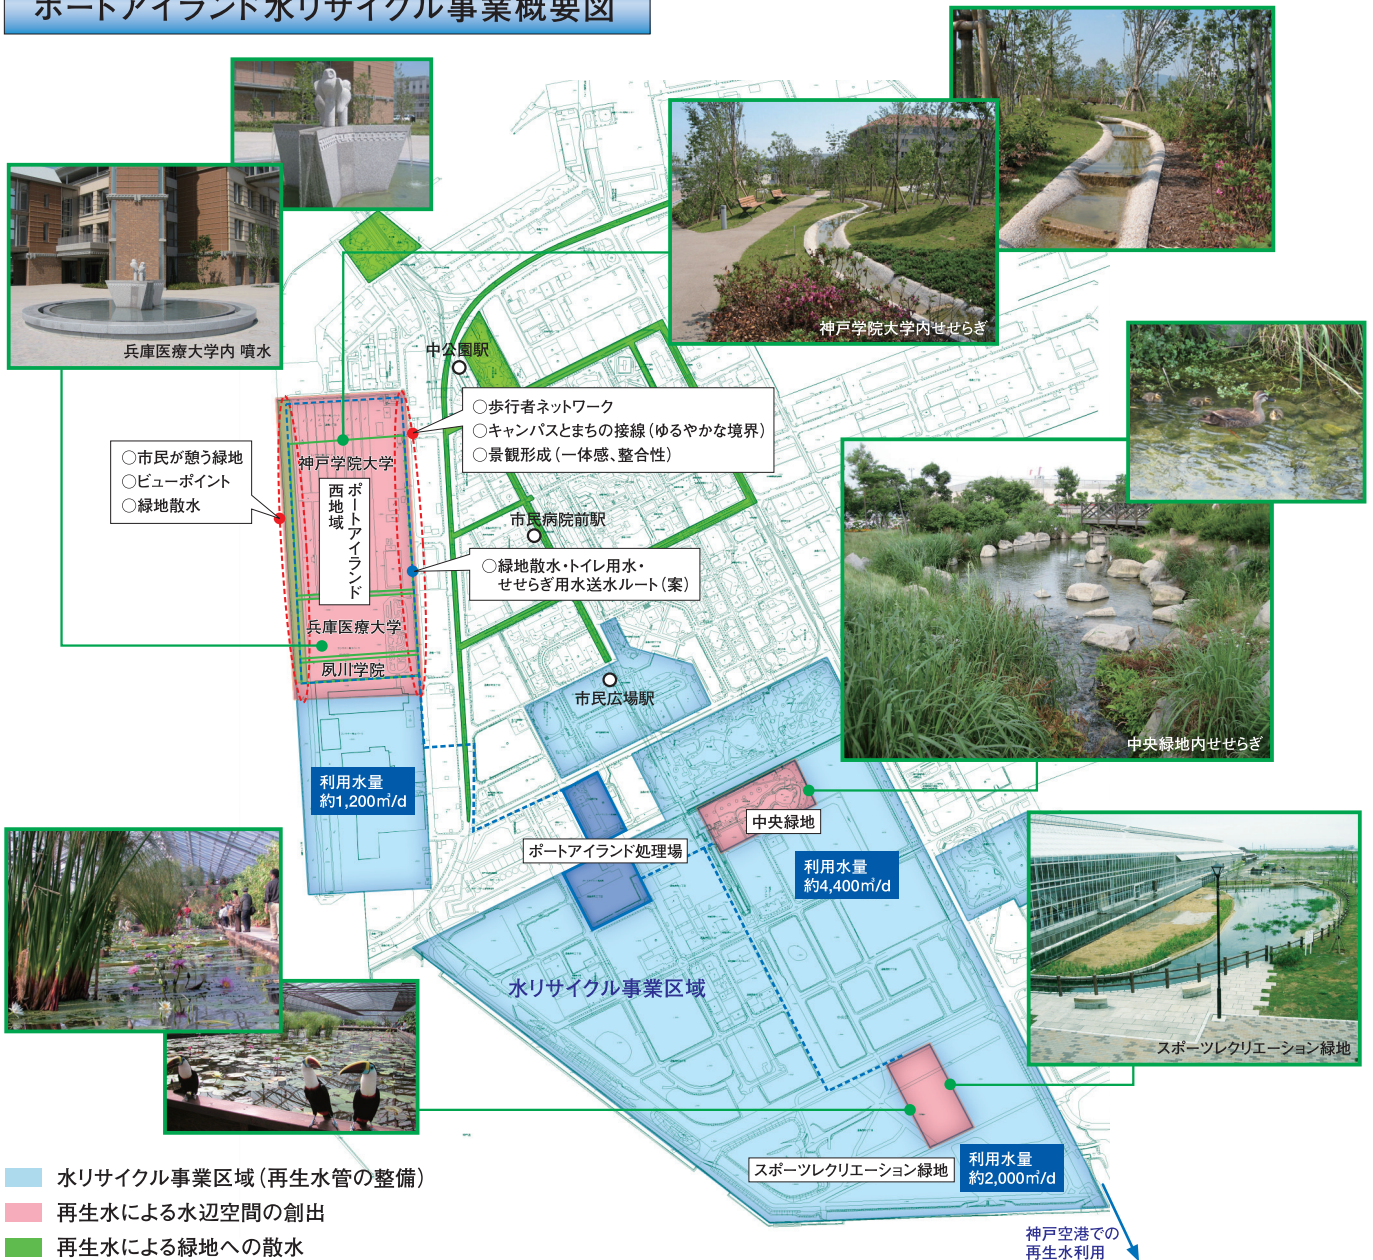 ポートアイランド水リサイクル事業概要図
兵庫医療大学内 噴水
神戸学院大学内せせらぎ
中公園駅
○歩行者ネットワーク
○キャンパスとまちの接線(ゆるやかな境界)
○景観形成(一体感、整合性)
○市民が憩う緑地
○ビューポイント
○緑地散水
神戸学院大学
ポートアイランド
西地域
市民病院前駅
○緑地散水・トイレ用水・
せせらぎ用水送水ルート(案)
兵庫医療大学
夙川学院
市民広場駅
中央緑地内せせらぎ
利用水量
約1,200㎥/d
中央緑地
ポートアイランド処理場
利用水量
約4,400㎥/d
水リサイクル事業区域
スポーツレクリエーション緑地
スポーツレクリエーション緑地
利用水量
約2,000㎥/d
水リサイクル事業区域(再生水管の整備)
再生水による水辺空間の創出
再生水による緑地への散水
神戸空港での
再生水利用